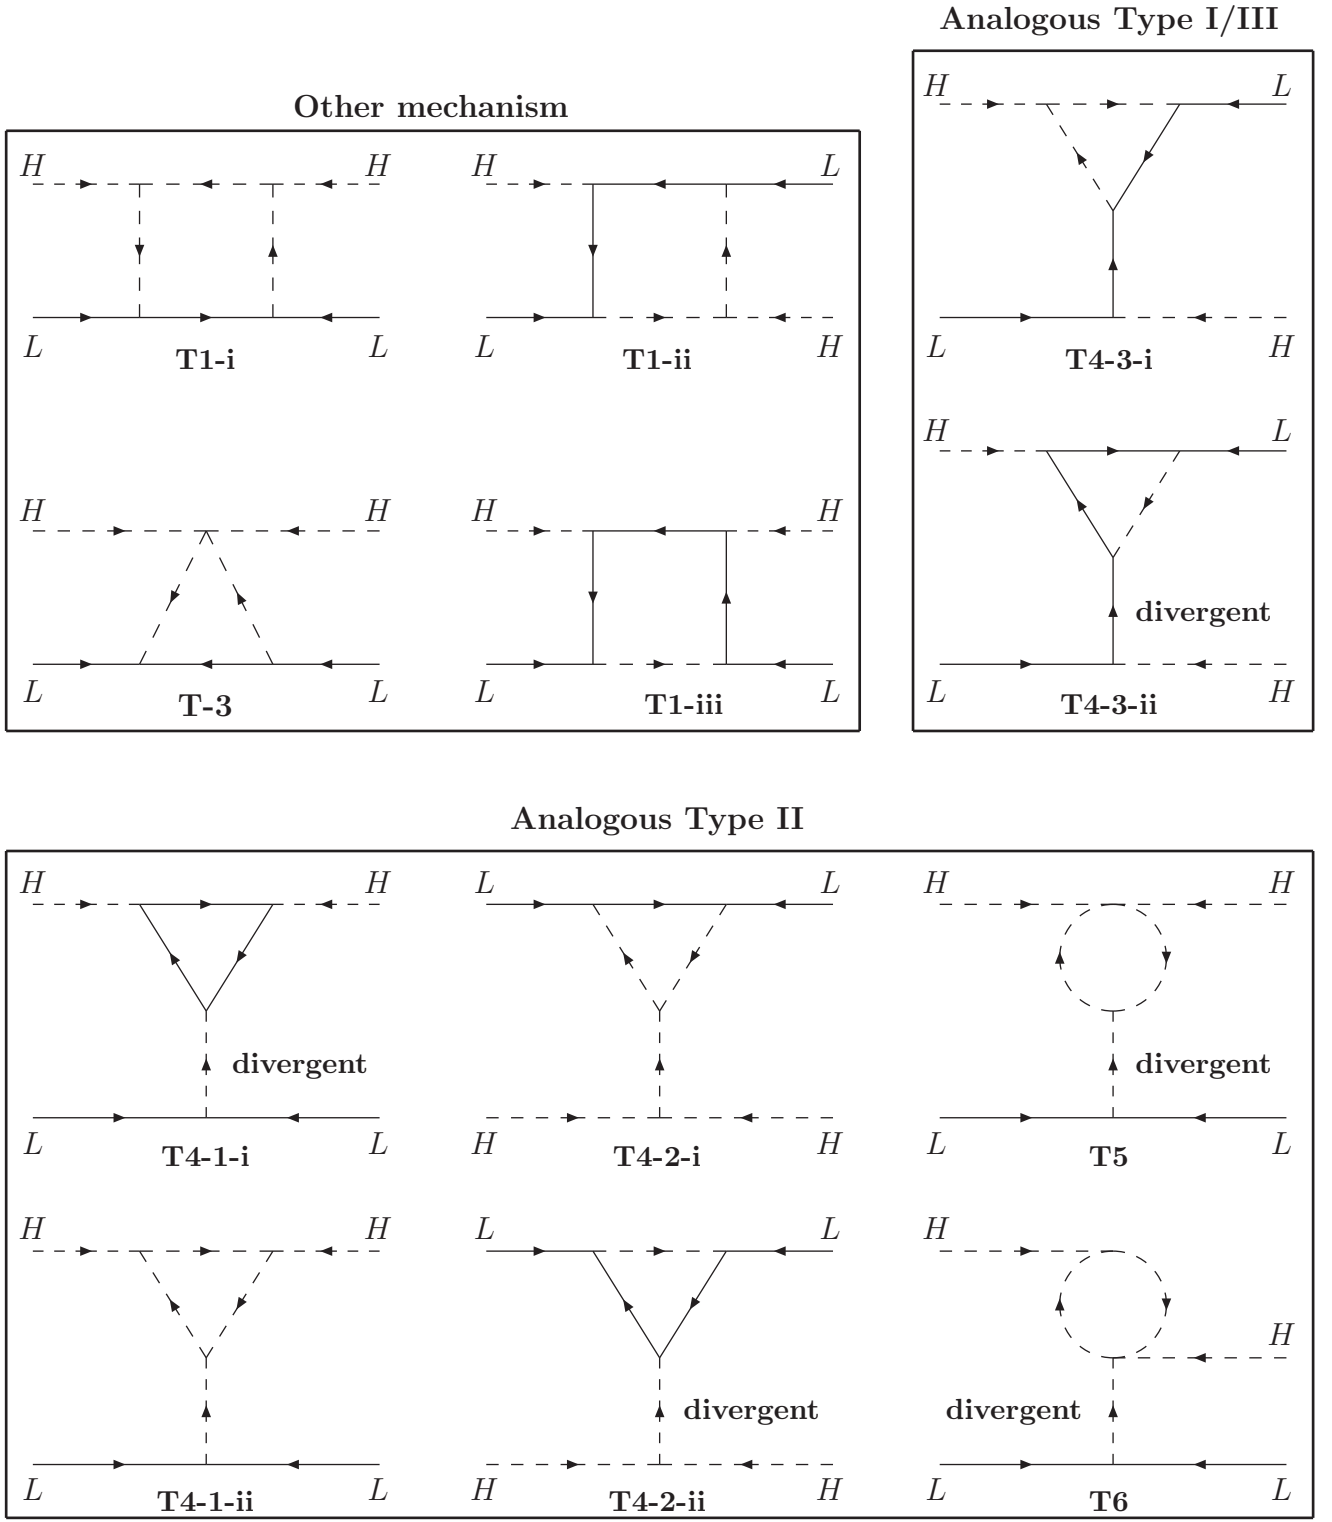 Analogous Type I/III
H L
L H
T4-3-i
H L
divergent
L H
T4-3-ii
Other mechanism
H H
L L
T1-i
H L
L H
T1-ii
H H
L L
T-3
H H
L L
T1-iii
Analogous Type II
H H
divergent
L L
T4-1-i
L L
H H
T4-2-i
H H
divergent
L L
T5
H H
L L
T4-1-ii
L L
divergent
H H
T4-2-ii
H
H
divergent
L L
T6